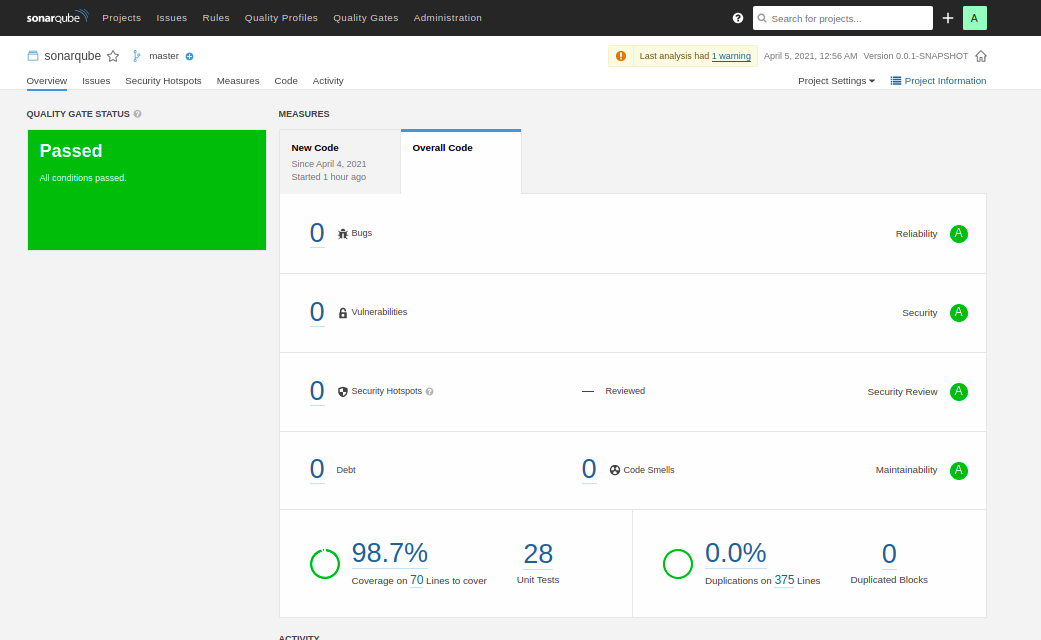 sonarqube Projects Issues Rules Quality Profiles Quality Gates Administration ? Search for projects... + A
sonarqube master Last analysis had 1 warning April 5, 2021, 12:56 AM Version 0.0.1-SNAPSHOT
Overview Issues Security Hotspots Measures Code Activity Project Settings Project Information
QUALITY GATE STATUS ? MEASURES
Passed
All conditions passed.
New Code
Since April 4, 2021
Started 1 hour ago
Overall Code
0 Bugs Reliability A
0 Vulnerabilities Security A
0 Security Hotspots ? — Reviewed Security Review A
0 Debt 0 Code Smells Maintainability A
98.7%
Coverage on 70 Lines to cover
28
Unit Tests
0.0%
Duplications on 375 Lines
0
Duplicated Blocks
ACTIVITY